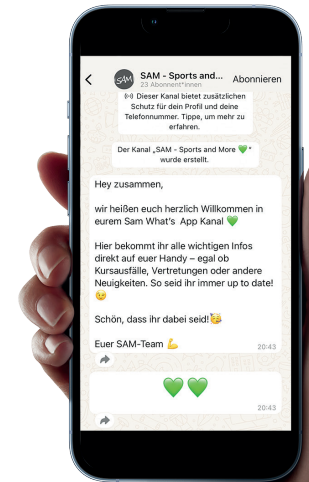 SAM
SAM - Sports and...
23 Abonnent*innen
Abonnieren
Dieser Kanal bietet zusätzlichen
Schutz für dein Profil und deine
Telefonnummer. Tippe, um mehr zu
erfahren.
Der Kanal „SAM - Sports and More 💚“
wurde erstellt.
Hey zusammen,
wir heißen euch herzlich Willkommen in
eurem Sam What's App Kanal 💚
Hier bekommt ihr alle wichtigen Infos
direkt auf euer Handy – egal ob
Kursausfälle, Vertretungen oder andere
Neuigkeiten. So seid ihr immer up to date!
😉
Schön, dass ihr dabei seid!🥳
Euer SAM-Team 💪
20:43
💚 💚
20:43